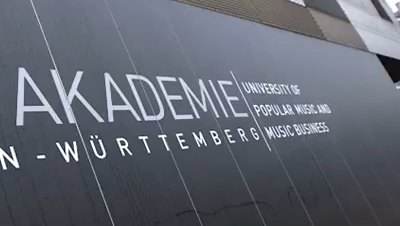 AKADEMIE
N - WÜRTTEMBERG
UNIVERSITY OF
POPULAR MUSIC AND
MUSIC BUSINESS